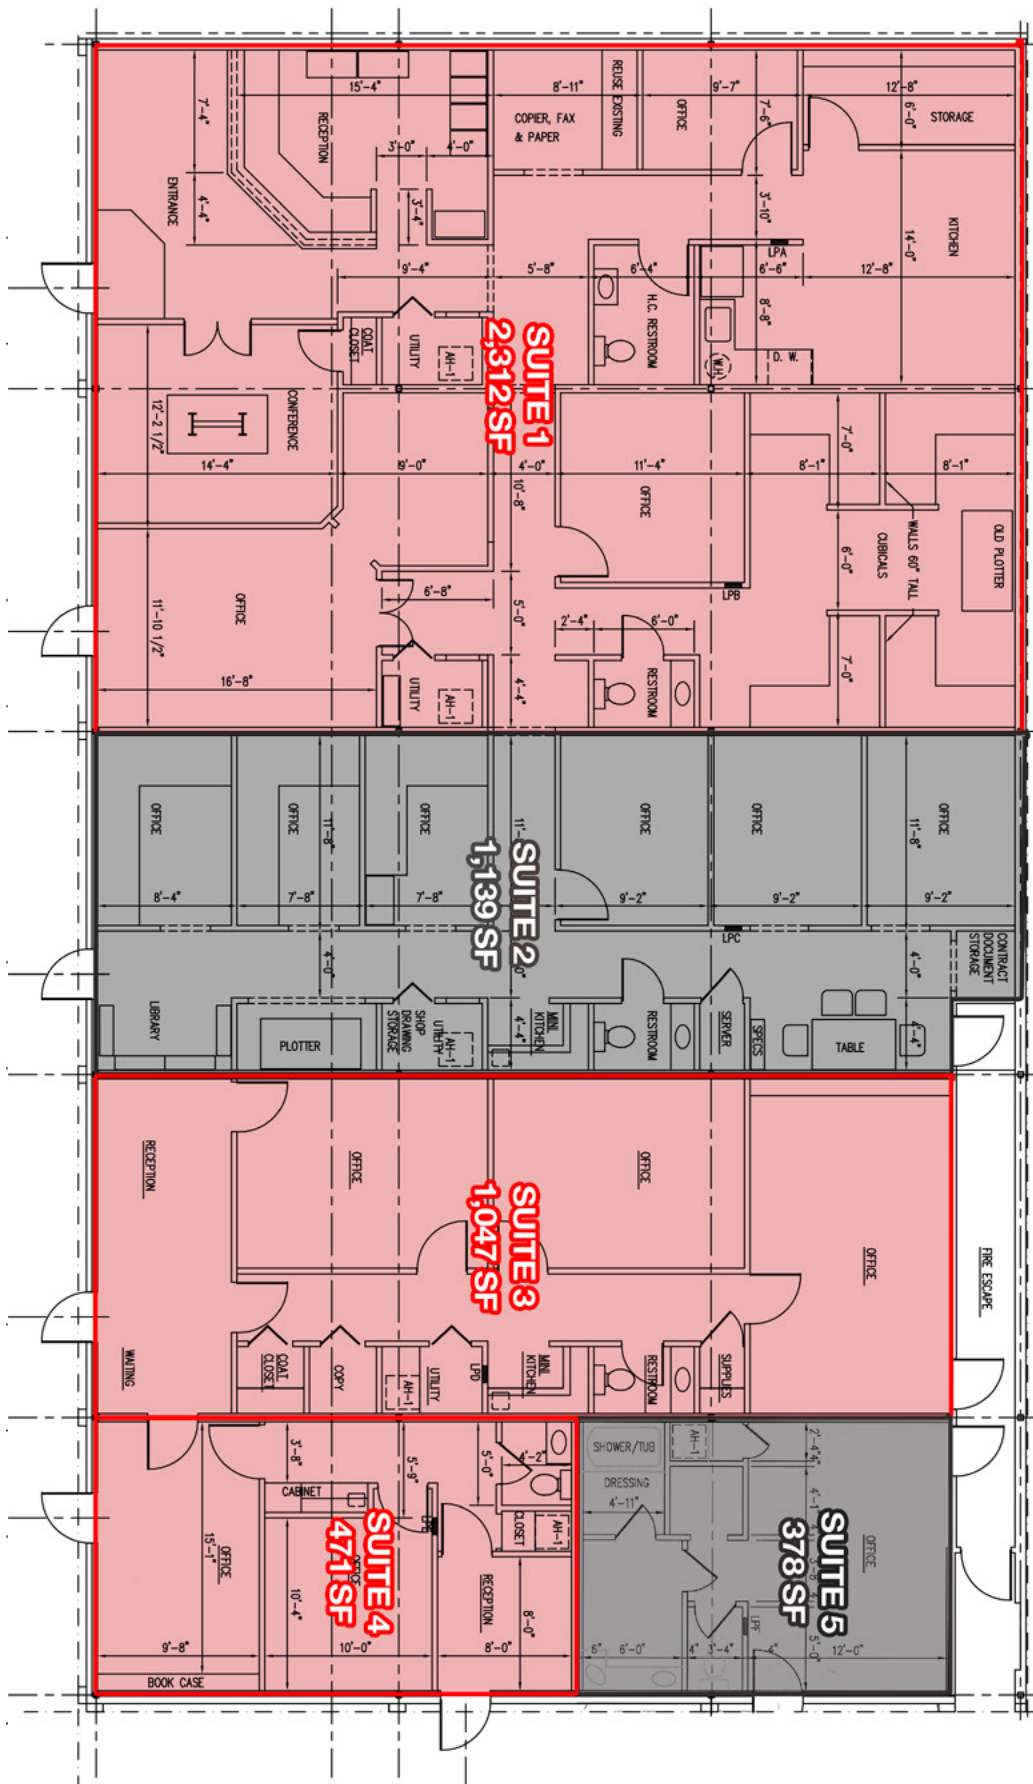 7'-4"
15'-4"
8'-11"
REUSE EXISTING
OFFICE
9'-7"
7'-6"
12'-8"
6'-0"
STORAGE
COPIER, FAX
& PAPER
RECEPTION
3'-0"
4'-0"
ENTRANCE
4'-4"
3'-4"
3'-10"
KITCHEN
14'-0"
LPA
9'-4"
5'-8"
6'-4"
6'-6"
12'-8"
H.C. RESTROOM
8'-8"
COAT
CLOSET
UTILITY
AH-1
W.H.
D. W.
SUITE 1
2,312 SF
CONFERENCE
12'-2 1/2"
14'-4"
9'-0"
4'-0"
10'-8"
11'-4"
OFFICE
7'-0"
8'-1"
8'-1"
WALLS 60" TALL
CUBICALS
OLD PLOTTER
6'-0"
LPB
OFFICE
11'-10 1/2"
6'-8"
5'-0"
2'-4"
6'-0"
7'-0"
16'-8"
UTILITY
AH-1
4'-4"
RESTROOM
OFFICE
OFFICE
11'-8"
OFFICE
OFFICE
OFFICE
OFFICE
11'-8"
8'-4"
7'-8"
7'-8"
9'-2"
9'-2"
9'-2"
SUITE 2
1,139 SF
LPC
4'-0"
4'-0"
CONTRACT
DOCUMENT
STORAGE
LIBRARY
PLOTTER
SHOP
DRAWING
STORAGE
UTILITY
AH-1
4'-4"
MINI
KITCHEN
RESTROOM
SERVER
SPECS
TABLE
4'-4"
RECEPTION
OFFICE
OFFICE
OFFICE
FIRE ESCAPE
SUITE 3
1,047 SF
WAITING
COAT
CLOSET
COPY
AH-1
UTILITY
LPD
MINI
KITCHEN
RESTROOM
SUPPLIES
3'-8"
5'-9"
5'-0"
4'-2"
CABINET
CLOSET
AH-1
OFFICE
15'-1"
10'-4"
RECEPTION
8'-0"
9'-8"
10'-0"
8'-0"
BOOK CASE
SUITE 4
471 SF
SHOWER/TUB
DRESSING
4'-11"
AH-1
OFFICE
SUITE 5
378 SF
LPF
5'-0"
6"
6'-0"
4"
3'-4"
4"
12'-0"